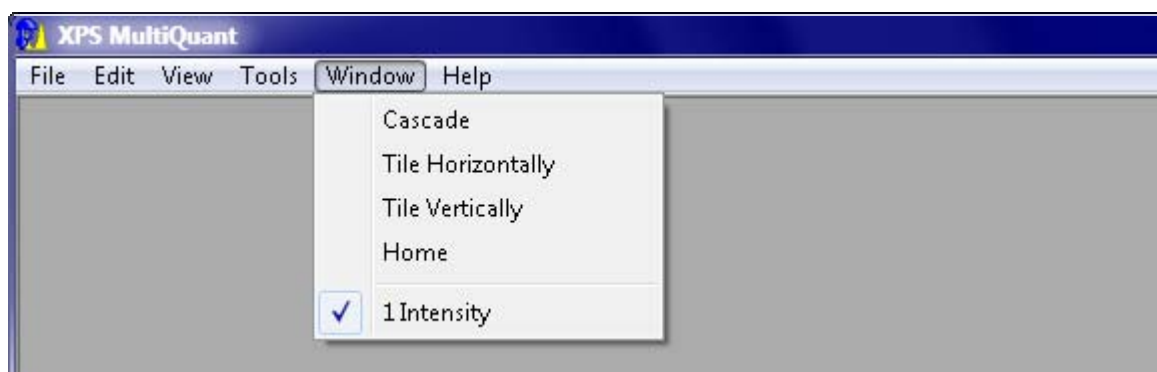 XPS MultiQuant
File Edit View Tools Window Help
Cascade
Tile Horizontally
Tile Vertically
Home
1 Intensity